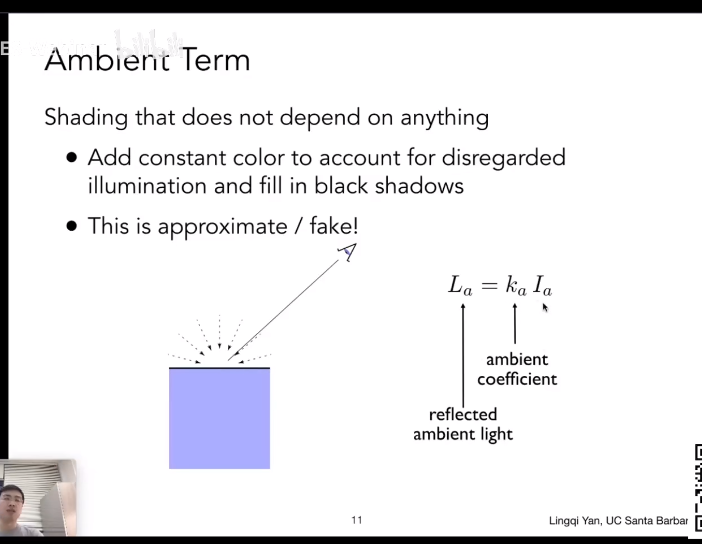 Ambient Term
Shading that does not depend on anything
● Add constant color to account for disregarded
illumination and fill in black shadows
● This is approximate / fake!
L_a = k_a I_a
ambient
coefficient
reflected
ambient light
11
Lingqi Yan, UC Santa Barbar